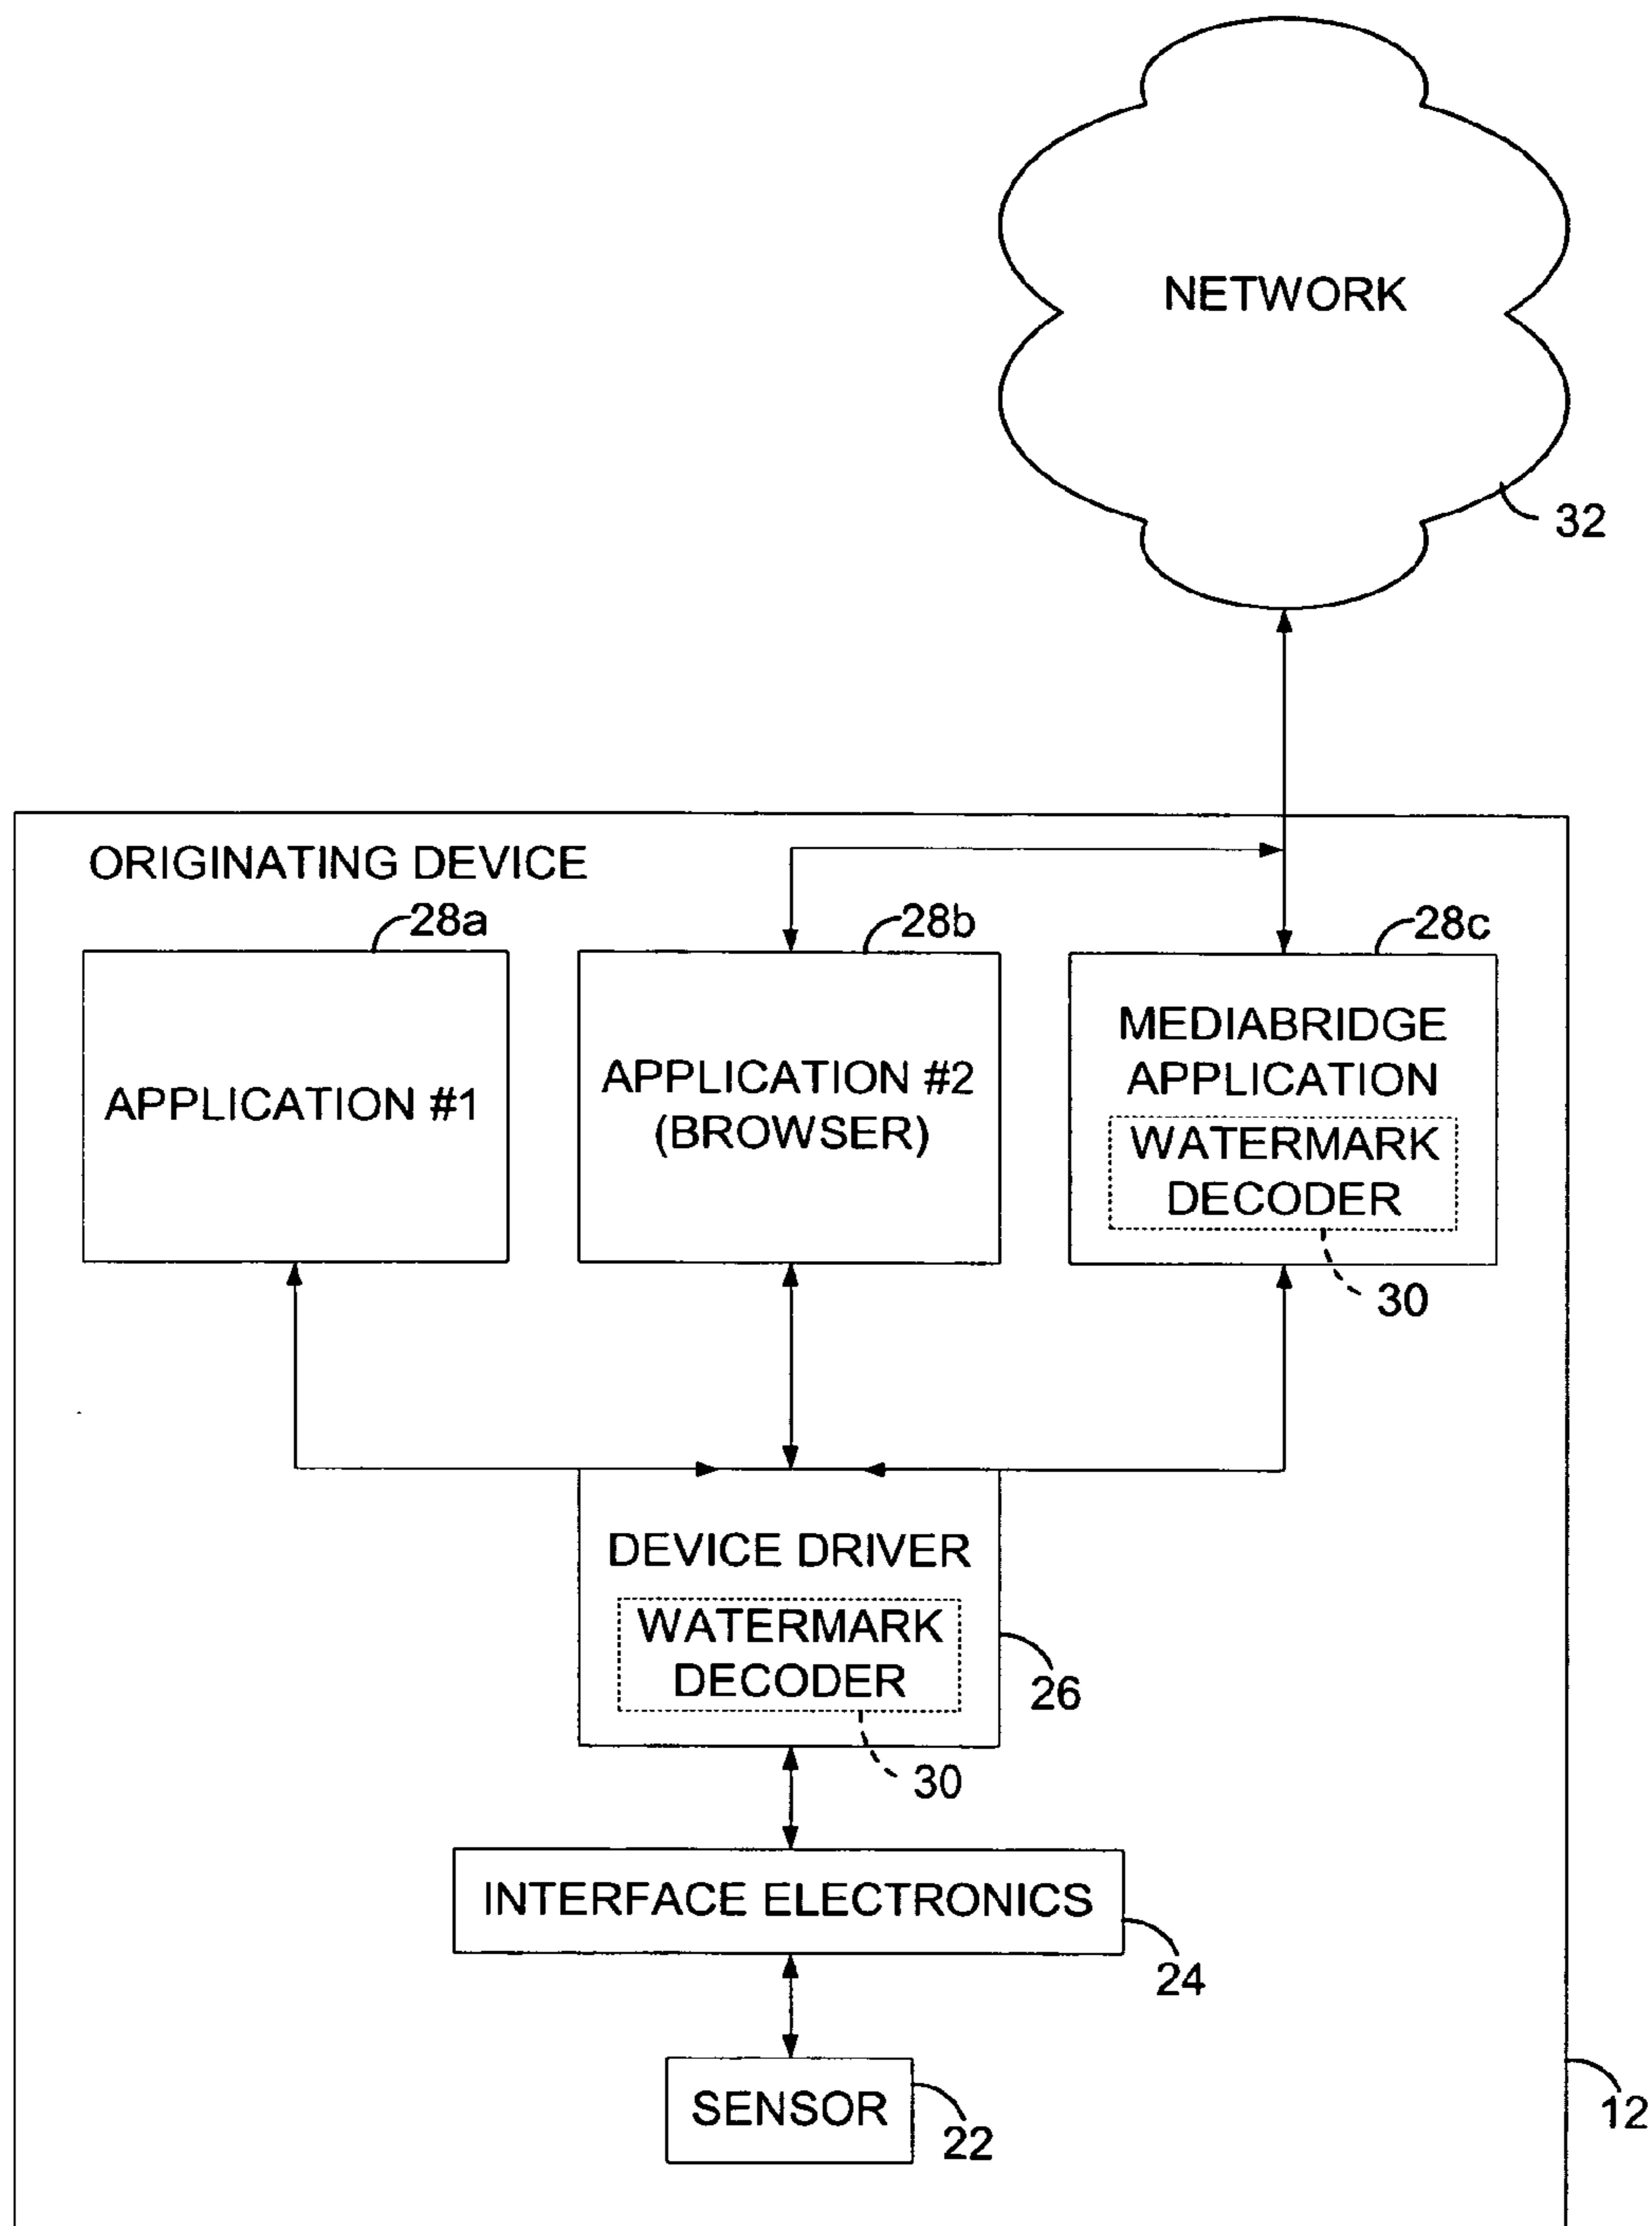 NETWORK
32
ORIGINATING DEVICE
28a
28b
28c
APPLICATION #1
APPLICATION #2
(BROWSER)
MEDIABRIDGE
APPLICATION
WATERMARK
DECODER
30
DEVICE DRIVER
WATERMARK
DECODER
26
30
INTERFACE ELECTRONICS
24
SENSOR
22
12